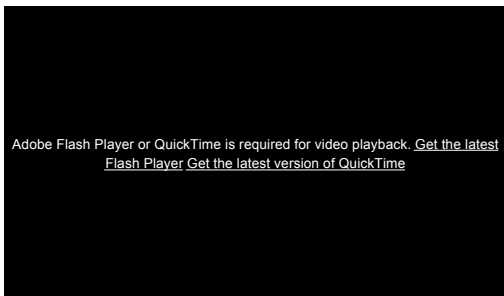 Adobe Flash Player or QuickTime is required for video playback. Get the latest
Flash Player Get the latest version of QuickTime